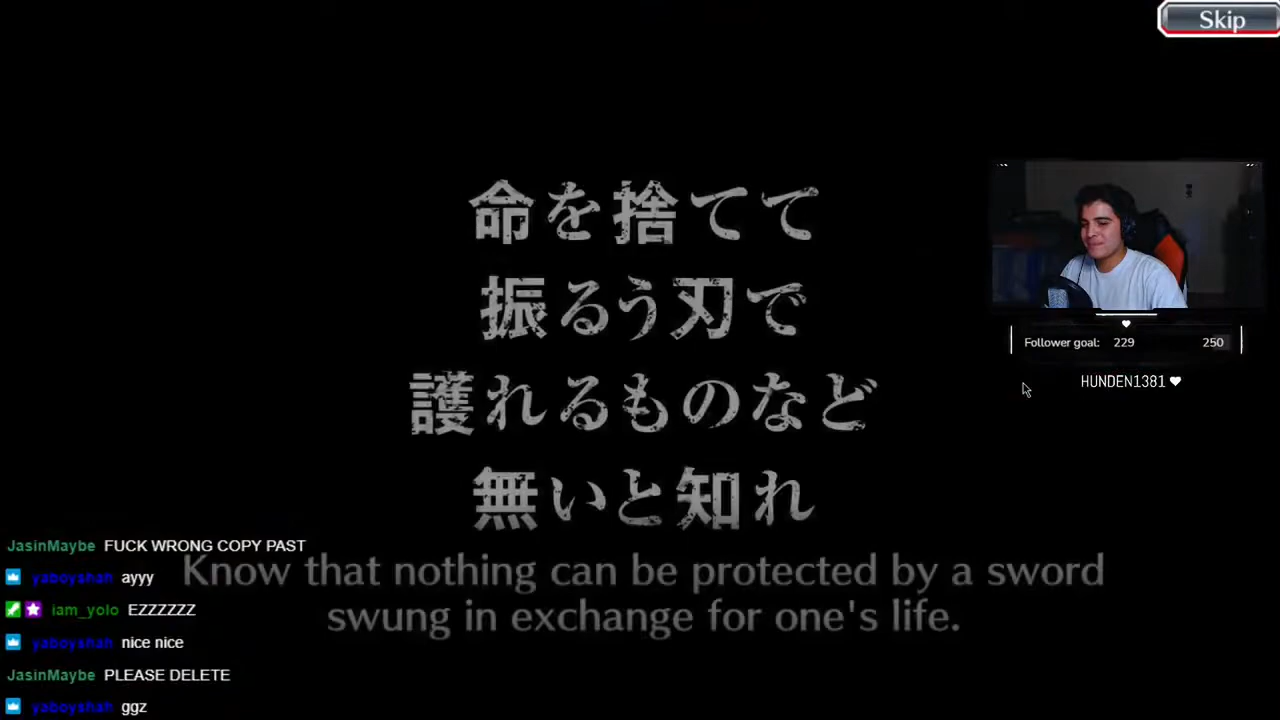 Skip
命を捨てて
振るう刃で
護れるものなど
無いと知れ
Know that nothing can be protected by a sword
swung in exchange for one's life.
Follower goal: 229 250
HUNDEN1381
JasinMaybe FUCK WRONG COPY PAST
yaboyshah ayyy
iam_yolo EZZZZZZ
yaboyshah nice nice
JasinMaybe PLEASE DELETE
yaboyshah ggz